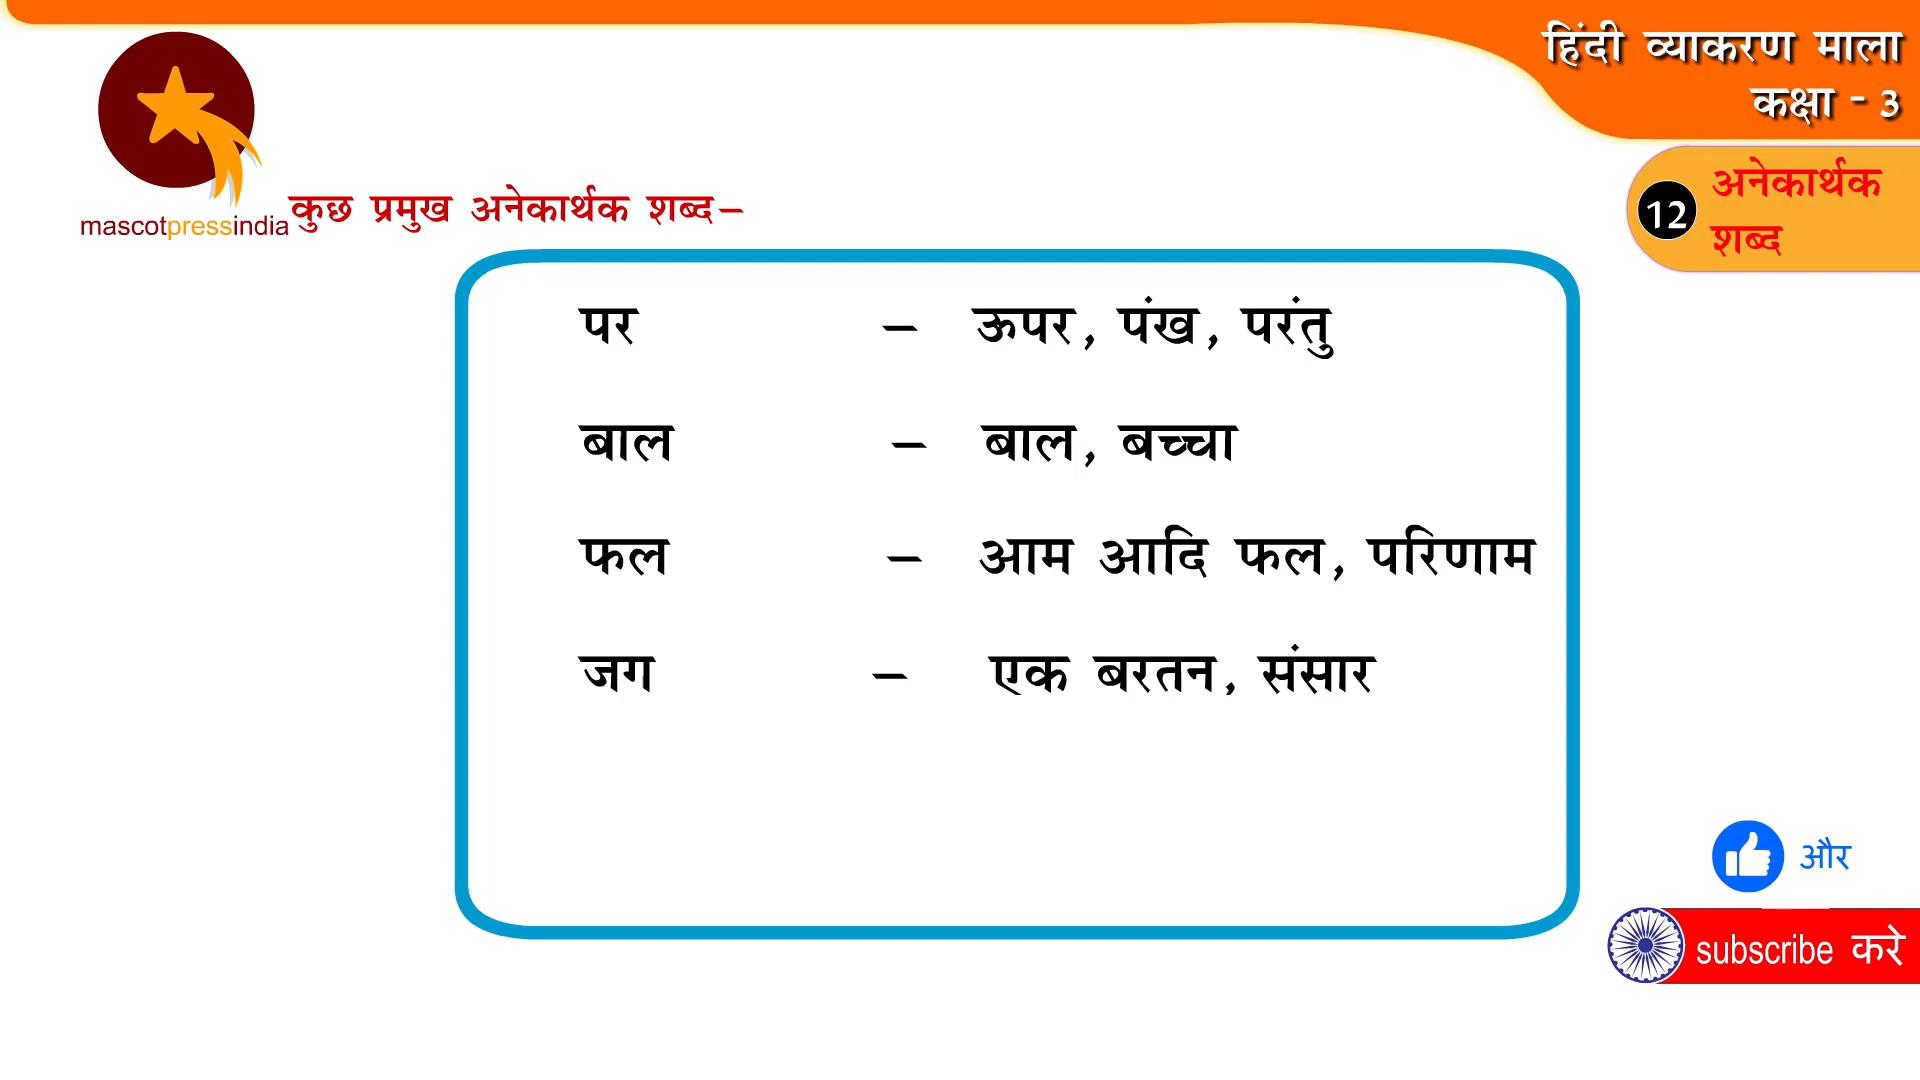 हिंदी व्याकरण माला
कक्षा - 3
mascotpressindia
कुछ प्रमुख अनेकार्थक शब्द–
12 अनेकार्थक
शब्द
पर – ऊपर, पंख, परंतु
बाल – बाल, बच्चा
फल – आम आदि फल, परिणाम
जग – एक बरतन, संसार
और
subscribe करे